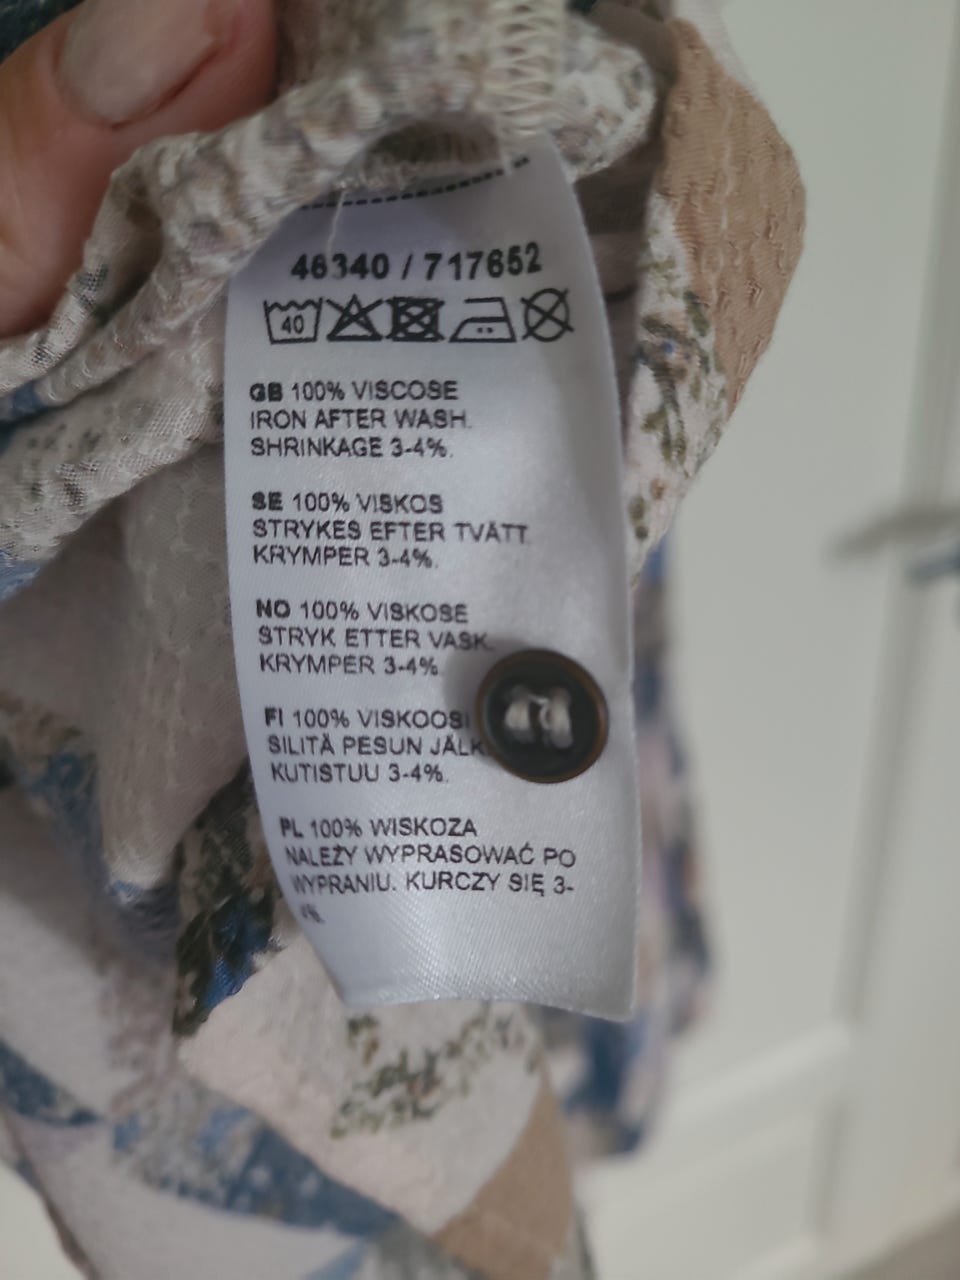 46340 / 717652
40
GB 100% VISCOSE
IRON AFTER WASH.
SHRINKAGE 3-4%.
SE 100% VISKOS
STRYKES EFTER TVÄTT.
KRYMPER 3-4%.
NO 100% VISKOSE
STRYK ETTER VASK.
KRYMPER 3-4%.
FI 100% VISKOOSI
SILITÄ PESUN
KUTISTUU 3-4%.
PL 100% WISKOZA
NALEŻY WYPRASOWAĆ PO
WYPRANIU. KURCZY SIĘ 3-